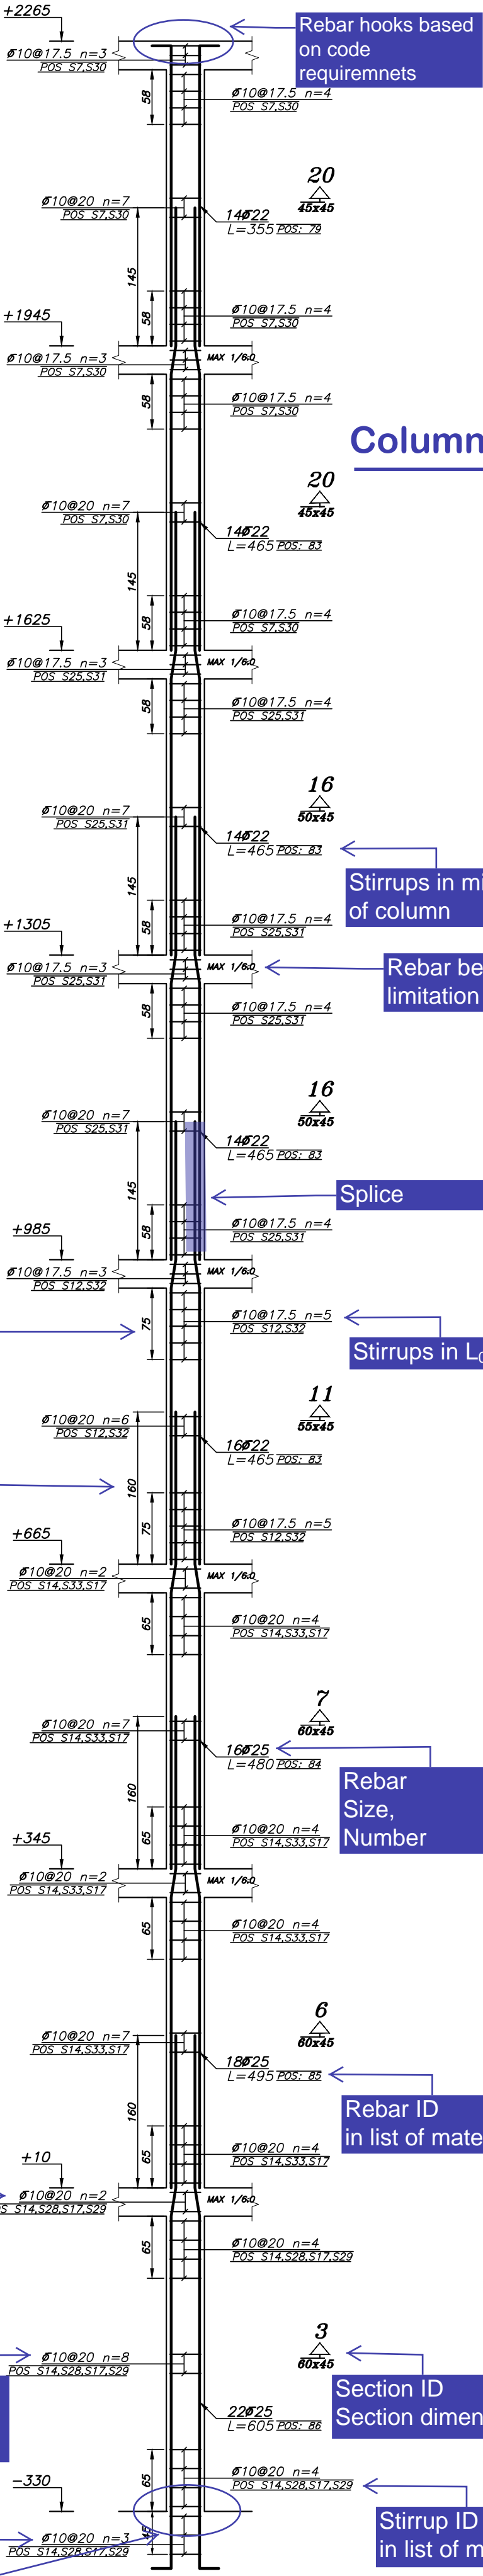 +2265
Rebar hooks based
on code
requiremnets
Ø10@17.5 n=3
POS S7,S30
58
Ø10@17.5 n=4
POS S7,S30
20
45x45
Ø10@20 n=7
POS S7,S30
14Ø22
L=355 POS: 79
145
58
Ø10@17.5 n=4
POS S7,S30
+1945
MAX 1/6.0
Ø10@17.5 n=3
POS S7,S30
58
Ø10@17.5 n=4
POS S7,S30
Column
20
45x45
Ø10@20 n=7
POS S7,S30
14Ø22
L=465 POS: 83
145
58
Ø10@17.5 n=4
POS S7,S30
+1625
MAX 1/6.0
Ø10@17.5 n=3
POS S25,S31
58
Ø10@17.5 n=4
POS S25,S31
16
50x45
Ø10@20 n=7
POS S25,S31
14Ø22
L=465 POS: 83
Stirrups in mi
of column
145
58
Ø10@17.5 n=4
POS S25,S31
+1305
MAX 1/6.0
Rebar be
limitation
Ø10@17.5 n=3
POS S25,S31
58
Ø10@17.5 n=4
POS S25,S31
16
50x45
Ø10@20 n=7
POS S25,S31
14Ø22
L=465 POS: 83
145
Splice
58
Ø10@17.5 n=4
POS S25,S31
+985
MAX 1/6.0
Ø10@17.5 n=3
POS S12,S32
75
Ø10@17.5 n=5
POS S12,S32
Stirrups in L0
11
55x45
Ø10@20 n=6
POS S12,S32
16Ø22
L=465 POS: 83
160
75
Ø10@17.5 n=5
POS S12,S32
+665
MAX 1/6.0
Ø10@20 n=2
POS S14,S33,S17
65
Ø10@20 n=4
POS S14,S33,S17
7
60x45
Ø10@20 n=7
POS S14,S33,S17
16Ø25
L=480 POS: 84
Rebar
Size,
Number
160
65
Ø10@20 n=4
POS S14,S33,S17
+345
MAX 1/6.0
Ø10@20 n=2
POS S14,S33,S17
65
Ø10@20 n=4
POS S14,S33,S17
6
60x45
Ø10@20 n=7
POS S14,S33,S17
18Ø25
L=495 POS: 85
Rebar ID
in list of mate
160
65
Ø10@20 n=4
POS S14,S33,S17
+10
MAX 1/6.0
Ø10@20 n=2
S S14,S28,S17,S29
65
Ø10@20 n=4
POS S14,S28,S17,S29
3
60x45
Ø10@20 n=8
POS S14,S28,S17,S29
Section ID
Section dimen
22Ø25
L=605 POS: 86
65
Ø10@20 n=4
POS S14,S28,S17,S29
-330
Stirrup ID
in list of m
45
Ø10@20 n=3
POS S14,S28,S17,S29